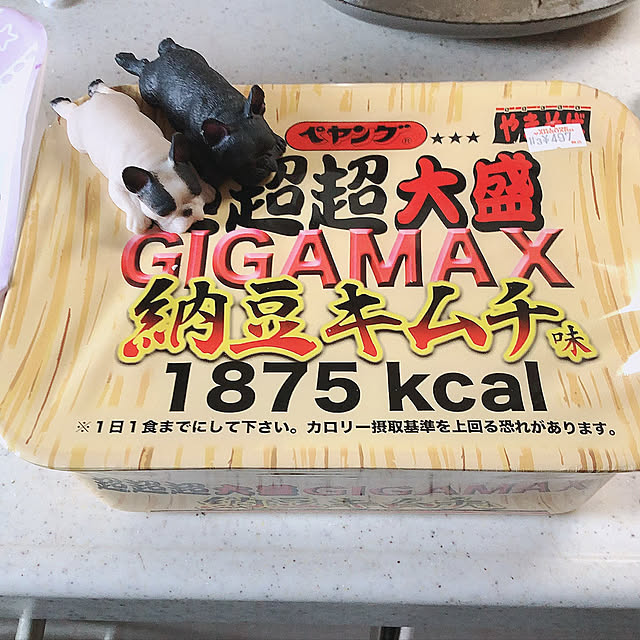 ペヤング® ★★★ やきそば
超超大盛
GIGAMAX
納豆キムチ味
1875 kcal
※1日1食までにして下さい。カロリー摂取基準を上回る恐れがあります。
GIGAMAX